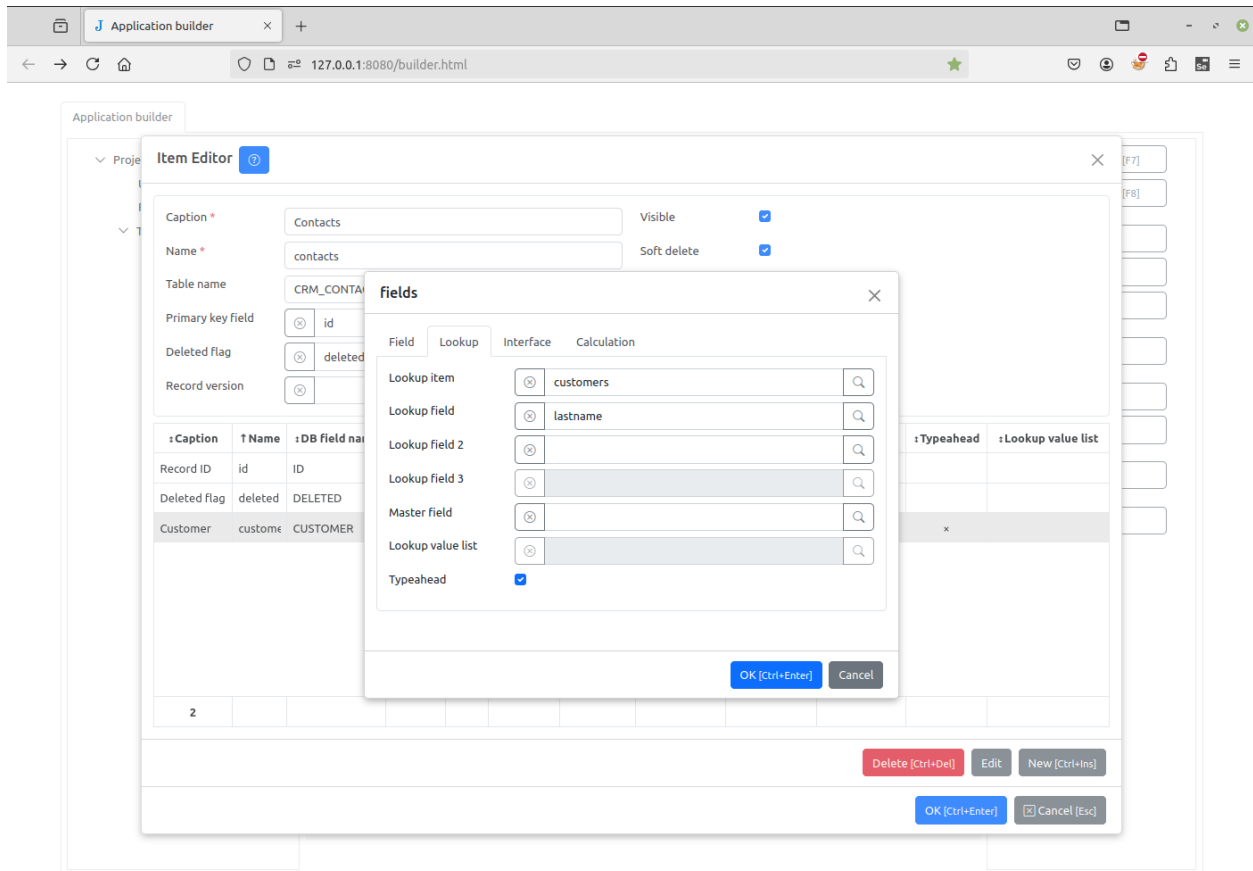 Application builder
127.0.0.1:8080/builder.html
Application builder
Item Editor
[F7]
[F8]
Caption *
Contacts
Visible
Name *
contacts
Soft delete
Table name
Primary key field
id
Deleted flag
Record version
fields
Field Lookup Interface Calculation
Lookup item
customers
Lookup field
lastname
Lookup field 2
Lookup field 3
Master field
Lookup value list
Typeahead
OK [Ctrl+Enter] Cancel
Caption Name Typeahead Lookup value list
Record ID id ID
Deleted flag deleted DELETED
Customer CUSTOMER
2
Delete [Ctrl+Del] Edit New [Ctrl+Ins]
OK [Ctrl+Enter] Cancel [Esc]